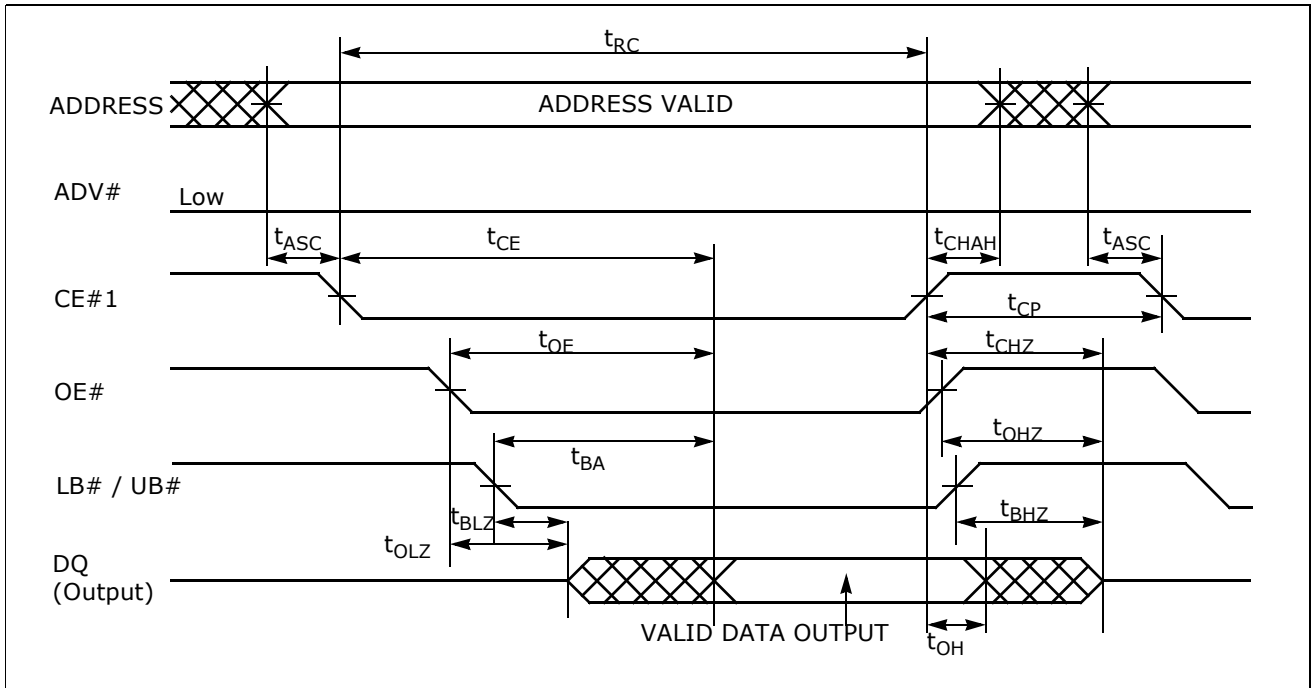 tRC
ADDRESS
ADDRESS VALID
ADV#
Low
tASC
tCE
tCHAH
tASC
CE#1
tCP
tOE
tCHZ
OE#
tOHZ
tBA
LB# / UB#
tBLZ
tBHZ
tOLZ
DQ
(Output)
VALID DATA OUTPUT
tOH